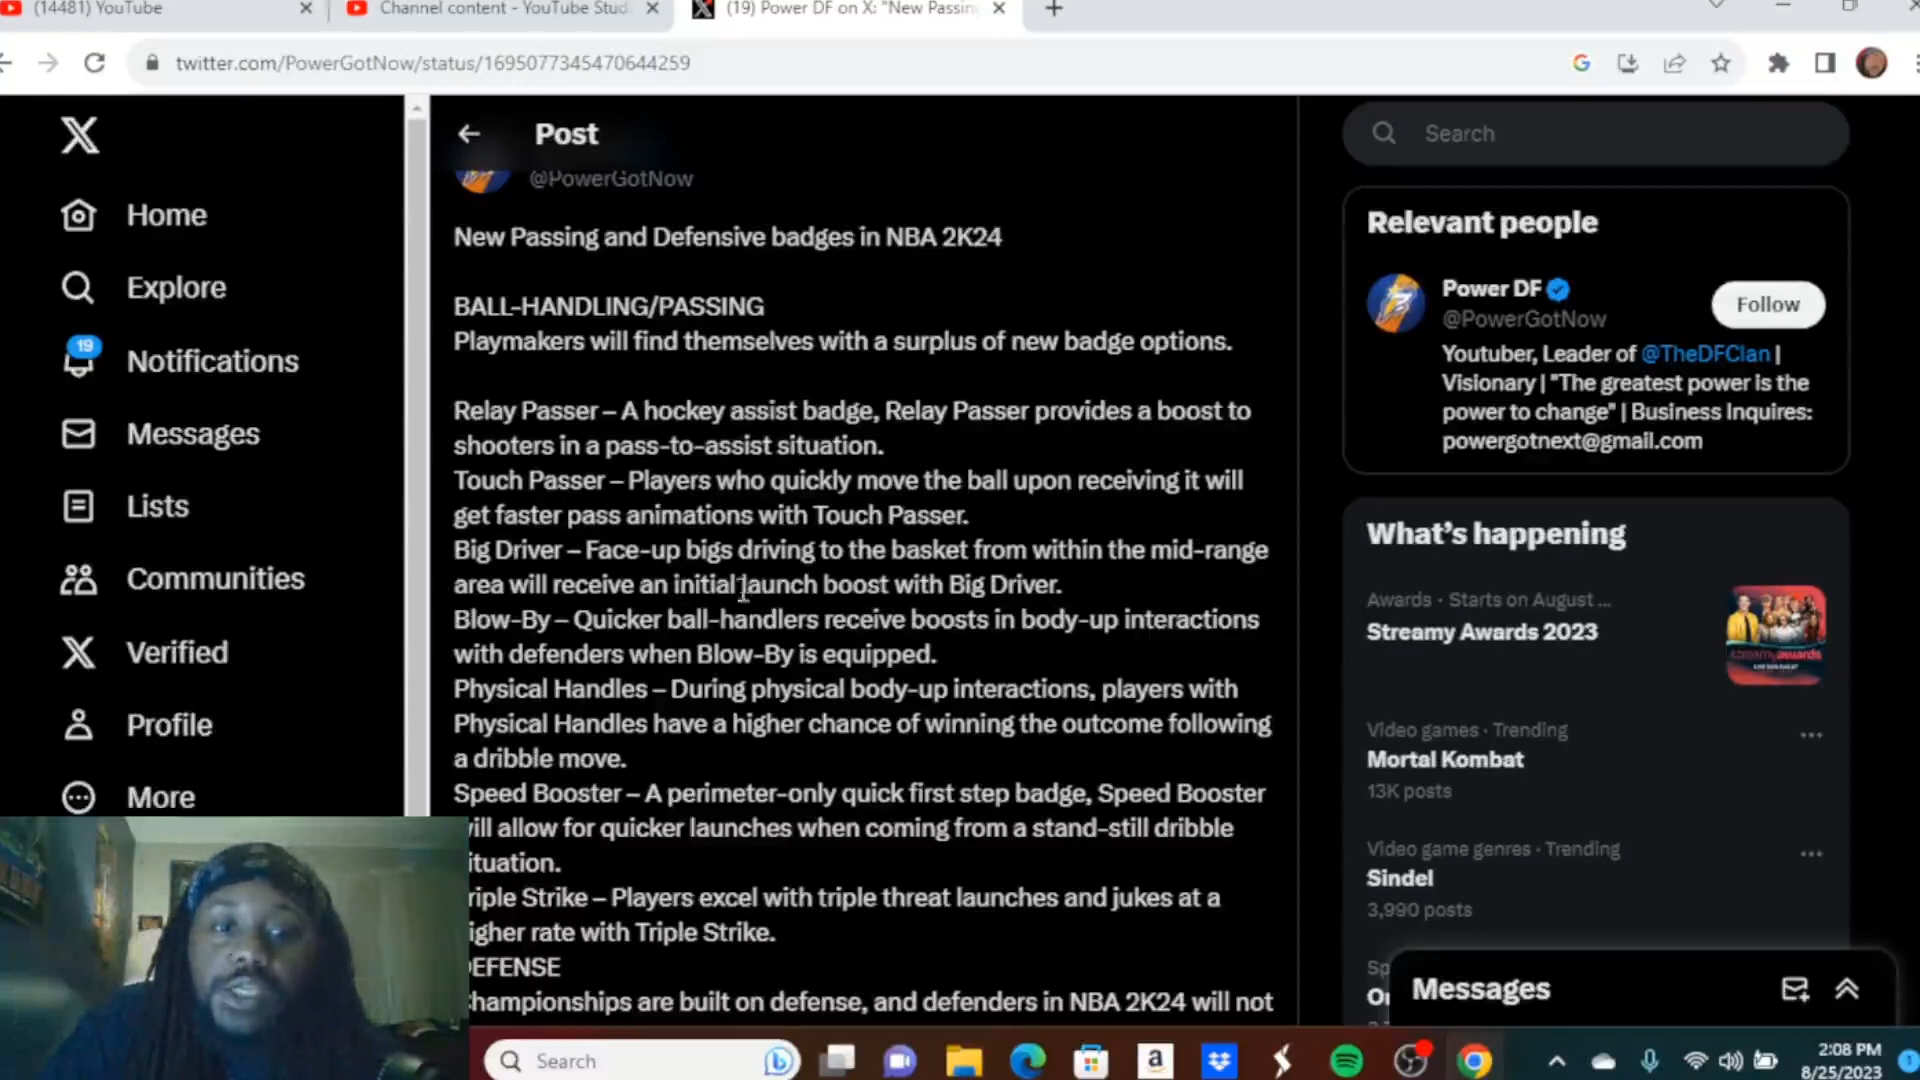 (14481) YouTube
Channel content - YouTube Stud
(19) Power DF on X: "New Passin
twitter.com/PowerGotNow/status/1695077345470644259
Home
Explore
19
Notifications
Messages
Lists
Communities
Verified
Profile
More
Post
@PowerGotNow
New Passing and Defensive badges in NBA 2K24
BALL-HANDLING/PASSING
Playmakers will find themselves with a surplus of new badge options.
Relay Passer – A hockey assist badge, Relay Passer provides a boost to
shooters in a pass-to-assist situation.
Touch Passer – Players who quickly move the ball upon receiving it will
get faster pass animations with Touch Passer.
Big Driver – Face-up bigs driving to the basket from within the mid-range
area will receive an initial launch boost with Big Driver.
Blow-By – Quicker ball-handlers receive boosts in body-up interactions
with defenders when Blow-By is equipped.
Physical Handles – During physical body-up interactions, players with
Physical Handles have a higher chance of winning the outcome following
a dribble move.
Speed Booster – A perimeter-only quick first step badge, Speed Booster
ill allow for quicker launches when coming from a stand-still dribble
ituation.
riple Strike – Players excel with triple threat launches and jukes at a
igher rate with Triple Strike.
EFENSE
hampionships are built on defense, and defenders in NBA 2K24 will not
Search
Relevant people
Power DF
@PowerGotNow
Follow
Youtuber, Leader of @TheDFClan |
Visionary | "The greatest power is the
power to change" | Business Inquires:
powergotnext@gmail.com
What's happening
Awards · Starts on August ...
Streamy Awards 2023
Video games · Trending
Mortal Kombat
13K posts
Video game genres · Trending
Sindel
3,990 posts
Sp
Messages
Search
2:08 PM
8/25/2023